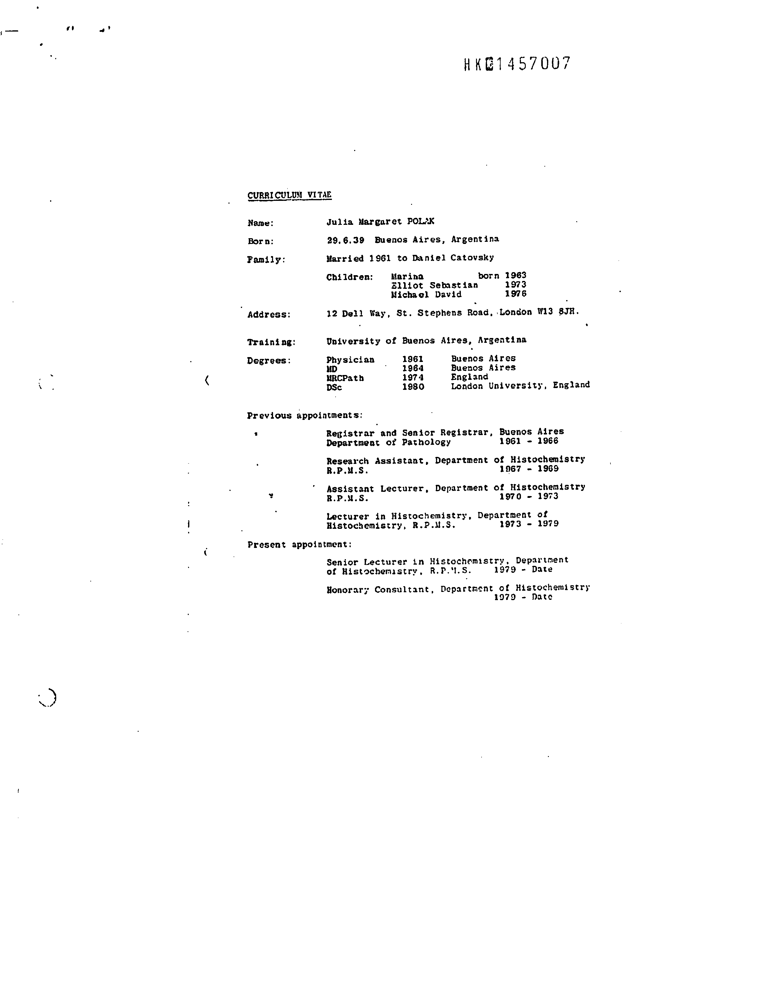 HK01457007
CURRICULUM VITAE
Name: Julia Margaret POLAK
Born: 29.6.39 Buenos Aires, Argentina
Family: Married 1961 to Daniel Catovsky
Children: Marina born 1963
Elliot Sebastian 1973
Michael David 1976
Address: 12 Dell Way, St. Stephens Road, London W13 8JH.
Training: University of Buenos Aires, Argentina
Degrees: Physician 1961 Buenos Aires
MD 1964 Buenos Aires
MRCPath 1974 England
DSc 1980 London University, England
Previous appointments:
Registrar and Senior Registrar, Buenos Aires
Department of Pathology 1961 - 1966
Research Assistant, Department of Histochemistry
R.P.M.S. 1967 - 1969
Assistant Lecturer, Department of Histochemistry
R.P.M.S. 1970 - 1973
Lecturer in Histochemistry, Department of
Histochemistry, R.P.M.S. 1973 - 1979
Present appointment:
Senior Lecturer in Histochemistry, Department
of Histochemistry, R.P.M.S. 1979 - Date
Honorary Consultant, Department of Histochemistry
1979 - Date